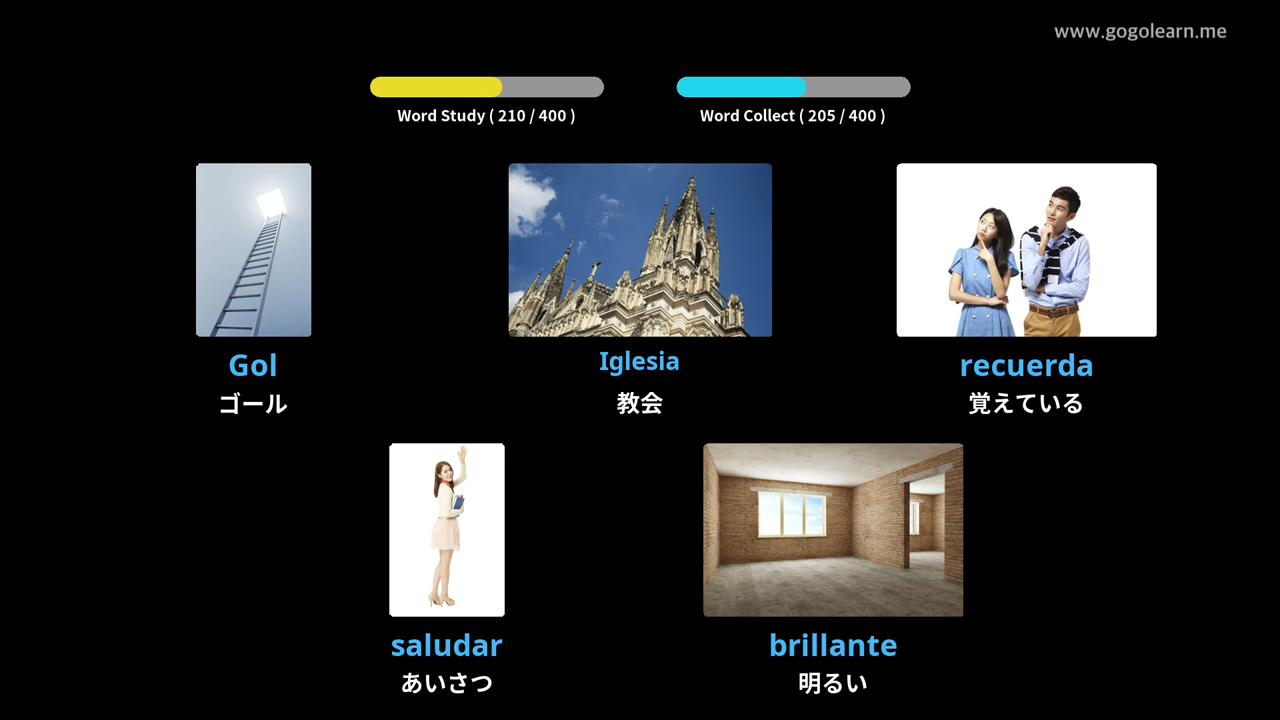 www.gogolearn.me
Word Study ( 210 / 400 )
Word Collect ( 205 / 400 )
Gol
ゴール
Iglesia
教会
recuerda
覚えている
saludar
あいさつ
brillante
明るい